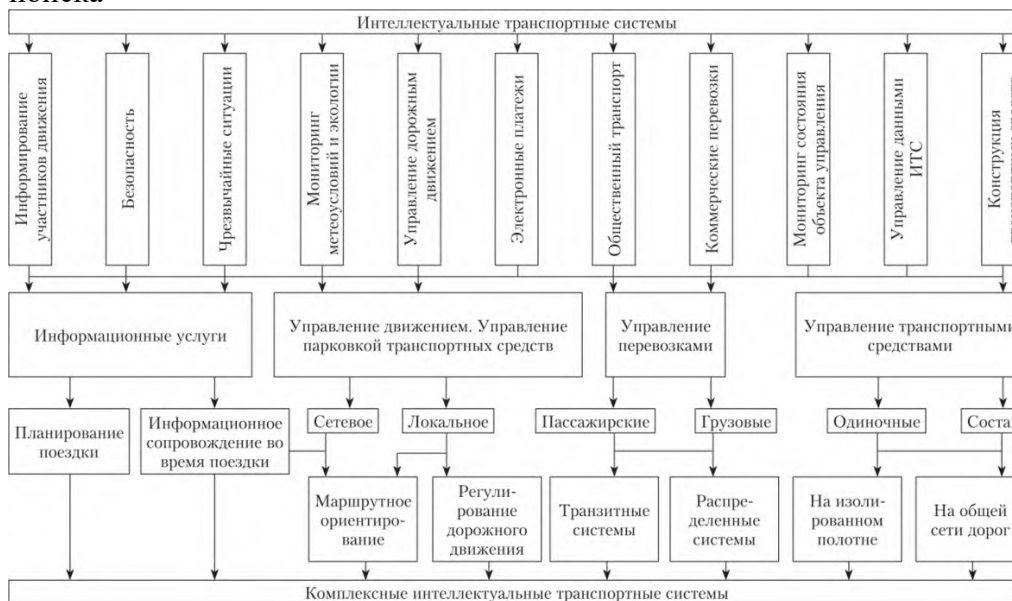 Интеллектуальные транспортные системы
Информирование
участников движения
Безопасность
Чрезвычайные ситуации
Мониторинг
метеоусловий и экологии
Управление дорожным
движением
Электронные платежи
Общественный транспорт
Коммерческие перевозки
Мониторинг состояния
объекта управления
Управление данными
ИТС
Конструкция
Информационные услуги
Управление движением. Управление
парковкой транспортных средств
Управление
перевозками
Управление транспортными
средствами
Планирование
поездки
Информационное
сопровождение во
время поездки
Сетевое
Локальное
Пассажирские
Грузовые
Одиночные
Маршрутное
ориентиро-
вание
Регули-
рование
дорожного
движения
Транзитные
системы
Распре-
деленные
системы
На изоли-
рованном
полотне
На общей
сети дорог
Комплексные интеллектуальные транспортные системы